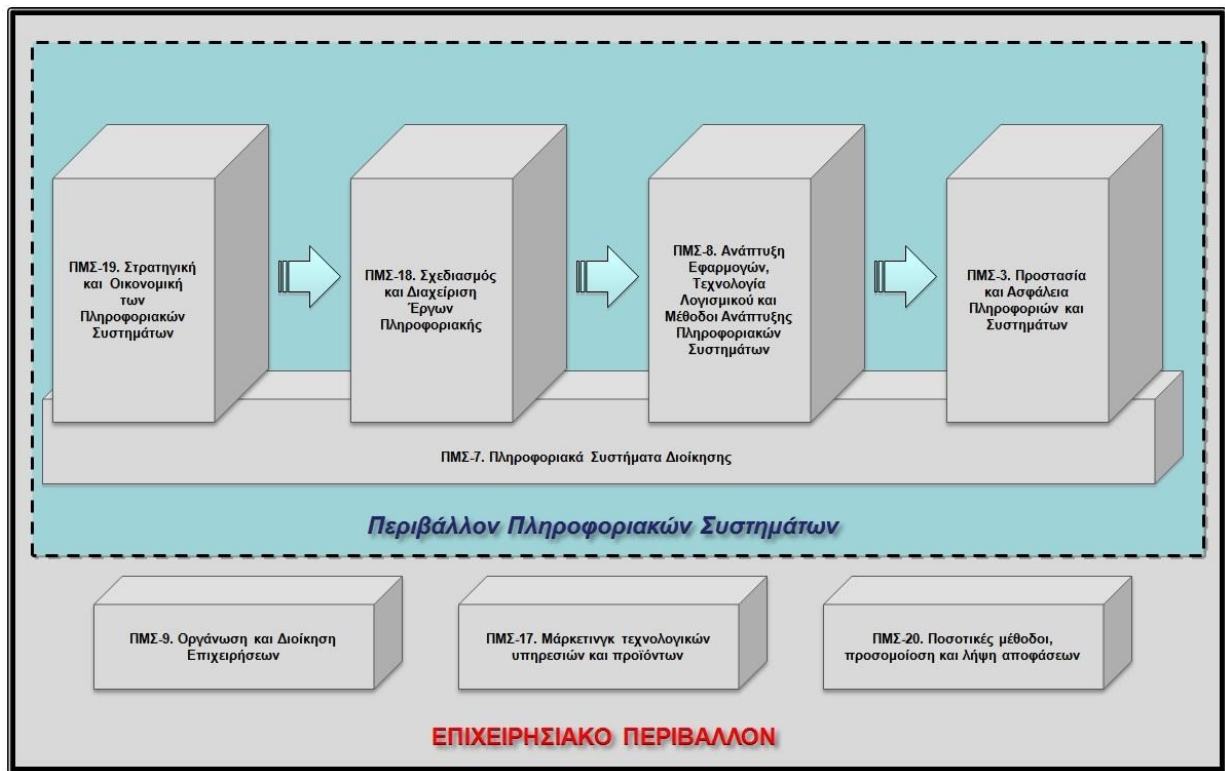 ΠΜΣ-19. Στρατηγική
και Οικονομική
των
Πληροφοριακών
Συστημάτων
ΠΜΣ-18. Σχεδιασμός
και Διαχείριση
Έργων
Πληροφοριακής
ΠΜΣ-8. Ανάπτυξη
Εφαρμογών,
Τεχνολογία
Λογισμικού και
Μέθοδοι Ανάπτυξης
Πληροφοριακών
Συστημάτων
ΠΜΣ-3. Προστασία
και Ασφάλεια
Πληροφοριών και
Συστημάτων
ΠΜΣ-7. Πληροφοριακά Συστήματα Διοίκησης
Περιβάλλον Πληροφοριακών Συστημάτων
ΠΜΣ-9. Οργάνωση και Διοίκηση
Επιχειρήσεων
ΠΜΣ-17. Μάρκετινγκ τεχνολογικών
υπηρεσιών και προϊόντων
ΠΜΣ-20. Ποσοτικές μέθοδοι,
προσομοίοση και λήψη αποφάσεων
ΕΠΙΧΕΙΡΗΣΙΑΚΟ ΠΕΡΙΒΑΛΛΟΝ